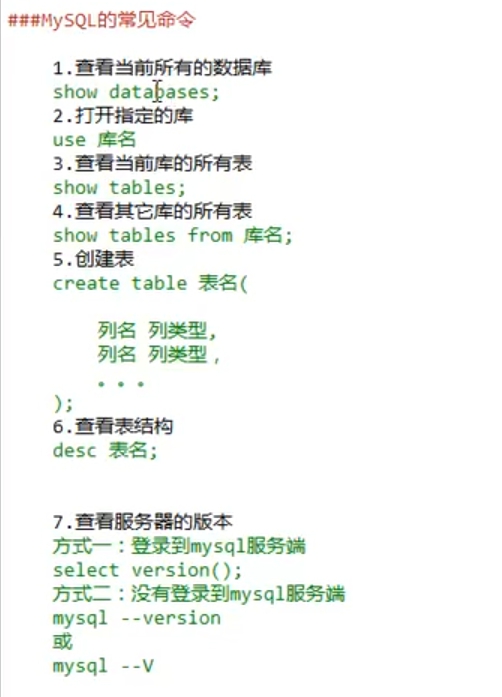 ###MySQL的常见命令
1.查看当前所有的数据库
show databases;
2.打开指定的库
use 库名
3.查看当前库的所有表
show tables;
4.查看其它库的所有表
show tables from 库名;
5.创建表
create table 表名(
列名 列类型,
列名 列类型，
。。。
);
6.查看表结构
desc 表名;
7.查看服务器的版本
方式一：登录到mysql服务端
select version();
方式二：没有登录到mysql服务端
mysql --version
或
mysql --V